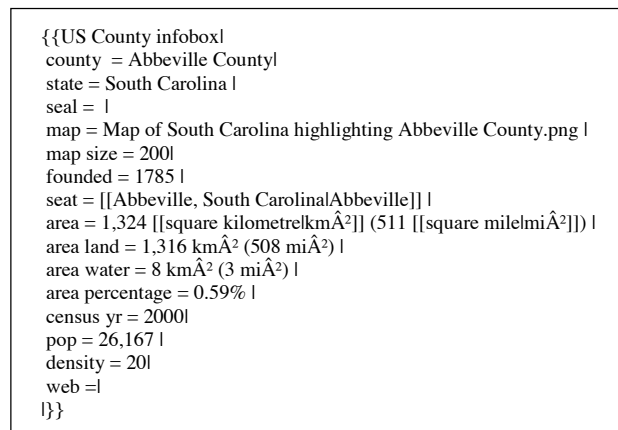 {{US County infobox|
county  = Abbeville County|
state = South Carolina |
seal =  |
map = Map of South Carolina highlighting Abbeville County.png |
map size = 200|
founded = 1785 |
seat = [[Abbeville, South Carolina|Abbeville]] |
area = 1,324 [[square kilometre|kmÂ²]] (511 [[square mile|miÂ²]]) |
area land = 1,316 kmÂ² (508 miÂ²) |
area water = 8 kmÂ² (3 miÂ²) |
area percentage = 0.59% |
census yr = 2000|
pop = 26,167 |
density = 20|
web =|
|}}